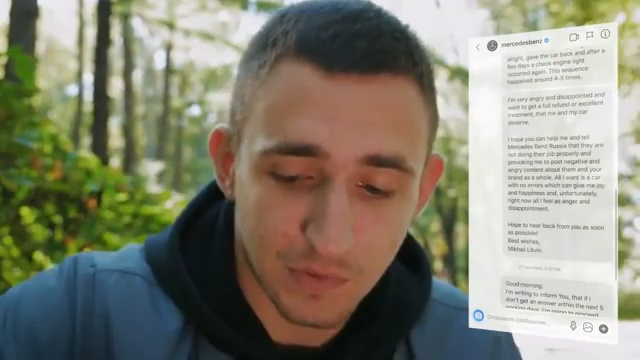 mercedesbenz
alright, gave the car back and after a
few days a check engine light
occurred again. This sequence
happened around 4-5 times.
I'm very angry and disappointed and
want to get a full refund or excellent
treatment, that me and my car
deserve.
I hope you can help me and tell
Mercedes Benz Russia that they are
not doing their job properly and
provoking me to post negative and
angry content about them and your
brand as a whole. All I want is a car
with no errors which can give me joy
and happiness and, unfortunately,
right now all I feel as anger and
disappointment.
Hope to hear back from you as soon
as possible!
Best wishes,
Mikhail Litvin.
Good morning.
I'm writing to inform You, that if I
don't get an answer within the next 5
working days, I'm going to proceed